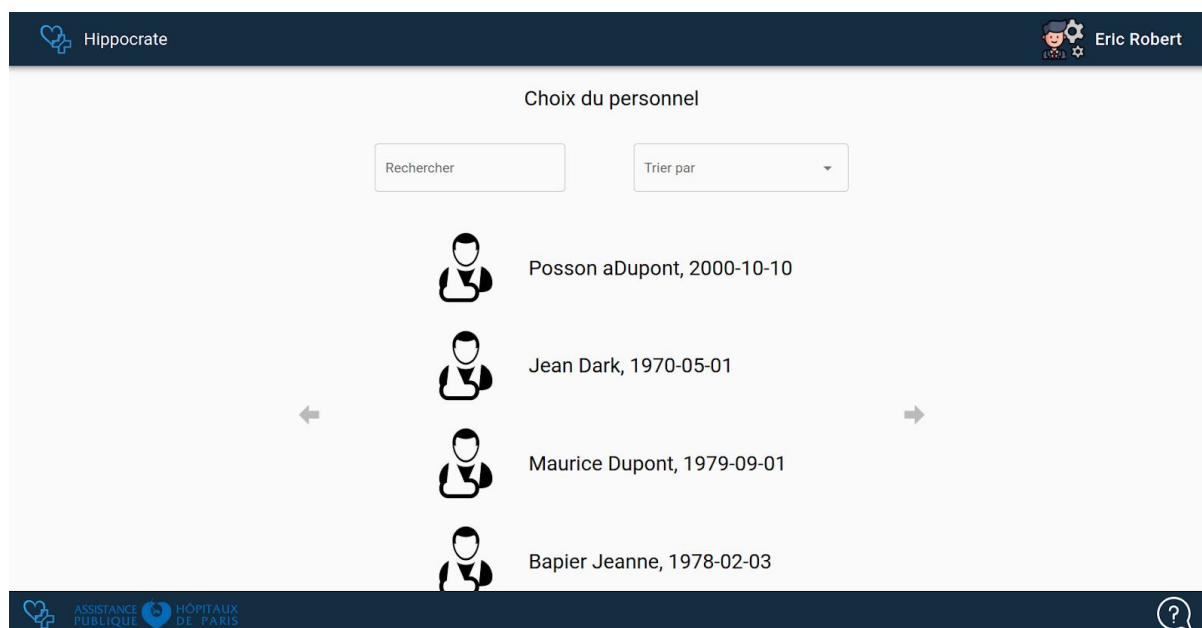 Hippocrate
Eric Robert
Choix du personnel
Rechercher
Trier par
Posson aDupont, 2000-10-10
Jean Dark, 1970-05-01
Maurice Dupont, 1979-09-01
Bapier Jeanne, 1978-02-03
ASSISTANCE HÔPITAUX
PUBLIQUE DE PARIS
?